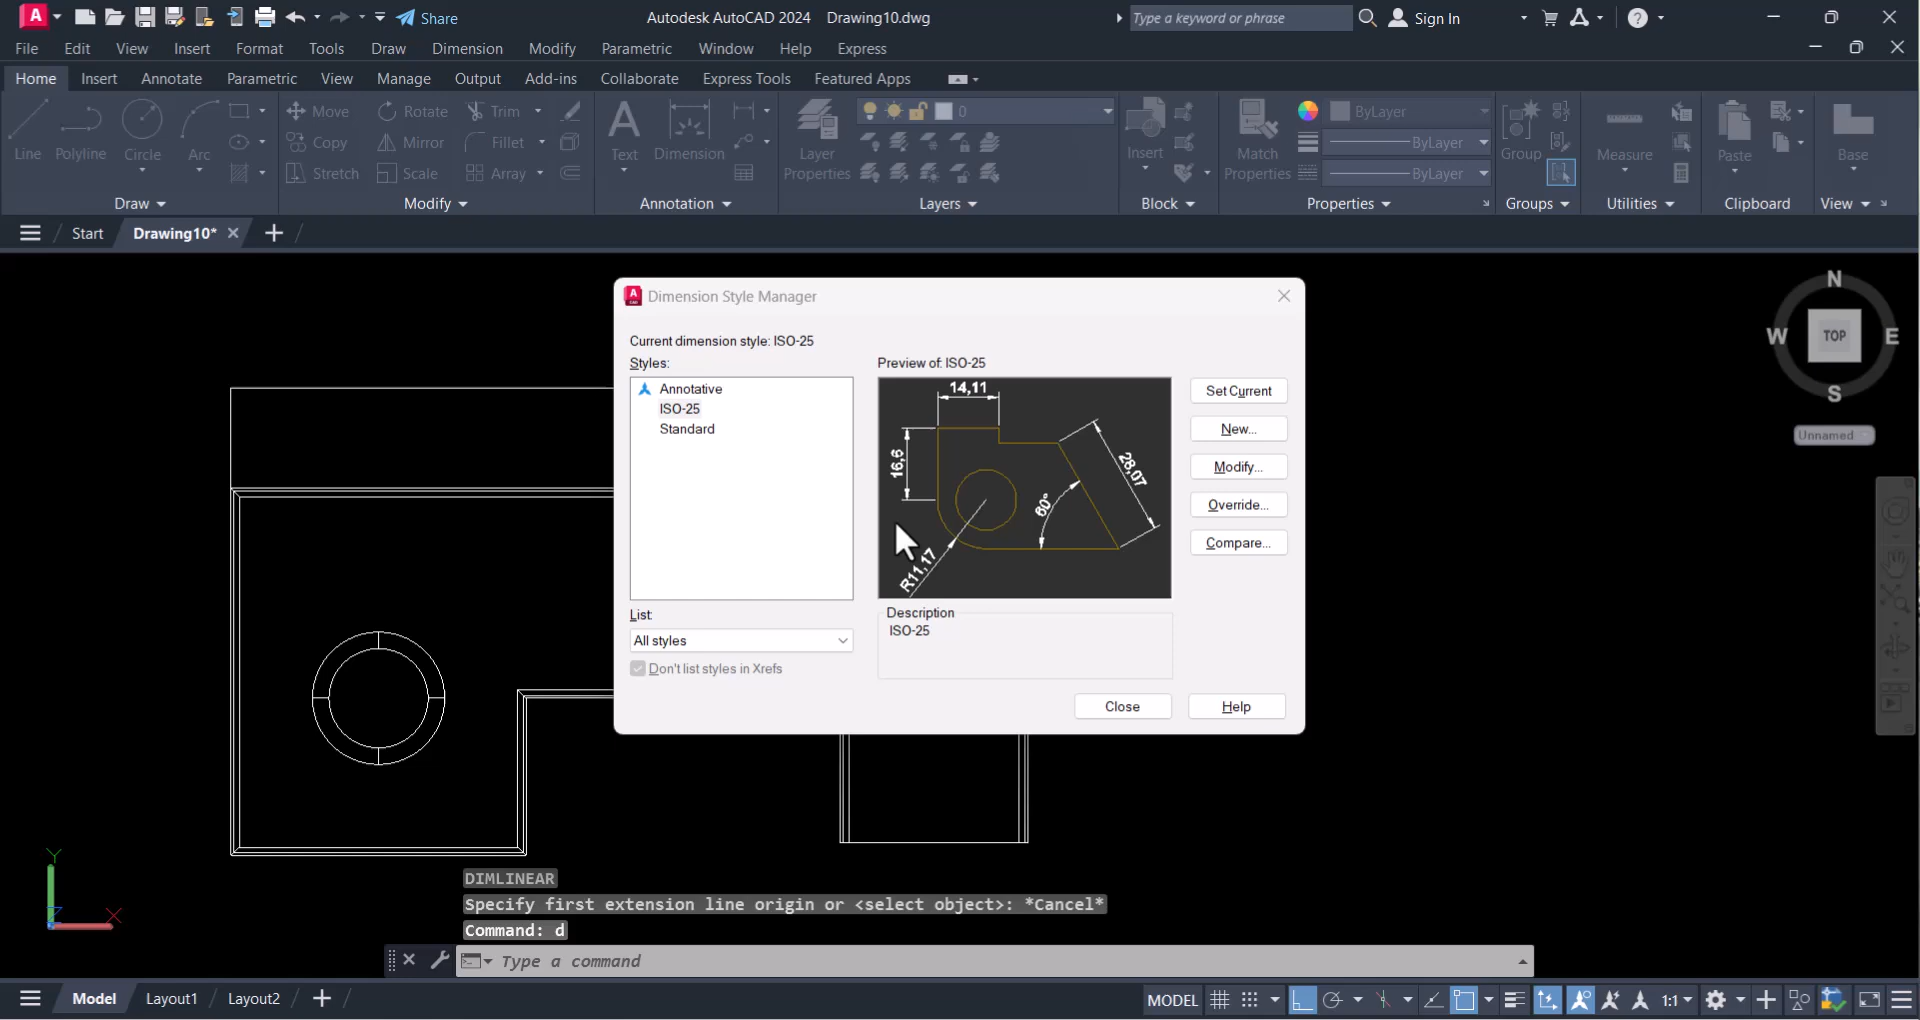 Share
Autodesk AutoCAD 2024 Drawing10.dwg
Type a keyword or phrase
Sign In
File Edit View Insert Format Tools Draw Dimension Modify Parametric Window Help Express
Home Insert Annotate Parametric View Manage Output Add-ins Collaborate Express Tools Featured Apps
Line Polyline Circle Arc
Move Rotate Trim
Copy Mirror Fillet
Stretch Scale Array
Text Dimension
Layer Properties
0
Insert
Match Properties
ByLayer
ByLayer
ByLayer
Group
Measure
Paste
Base
Draw Modify Annotation Layers Block Properties Groups Utilities Clipboard View
Start Drawing10*
Dimension Style Manager
Current dimension style: ISO-25
Styles:
Annotative
ISO-25
Standard
Preview of: ISO-25
14,11
16,6
28,07
60°
R11,17
Set Current
New...
Modify...
Override...
Compare...
List:
All styles
Don't list styles in Xrefs
Description
ISO-25
Close
Help
N
W
TOP
E
S
Unnamed
Y
X
Z
DIMLINEAR
Specify first extension line origin or <select object>: *Cancel*
Command: d
Type a command
Model Layout1 Layout2
MODEL
1:1